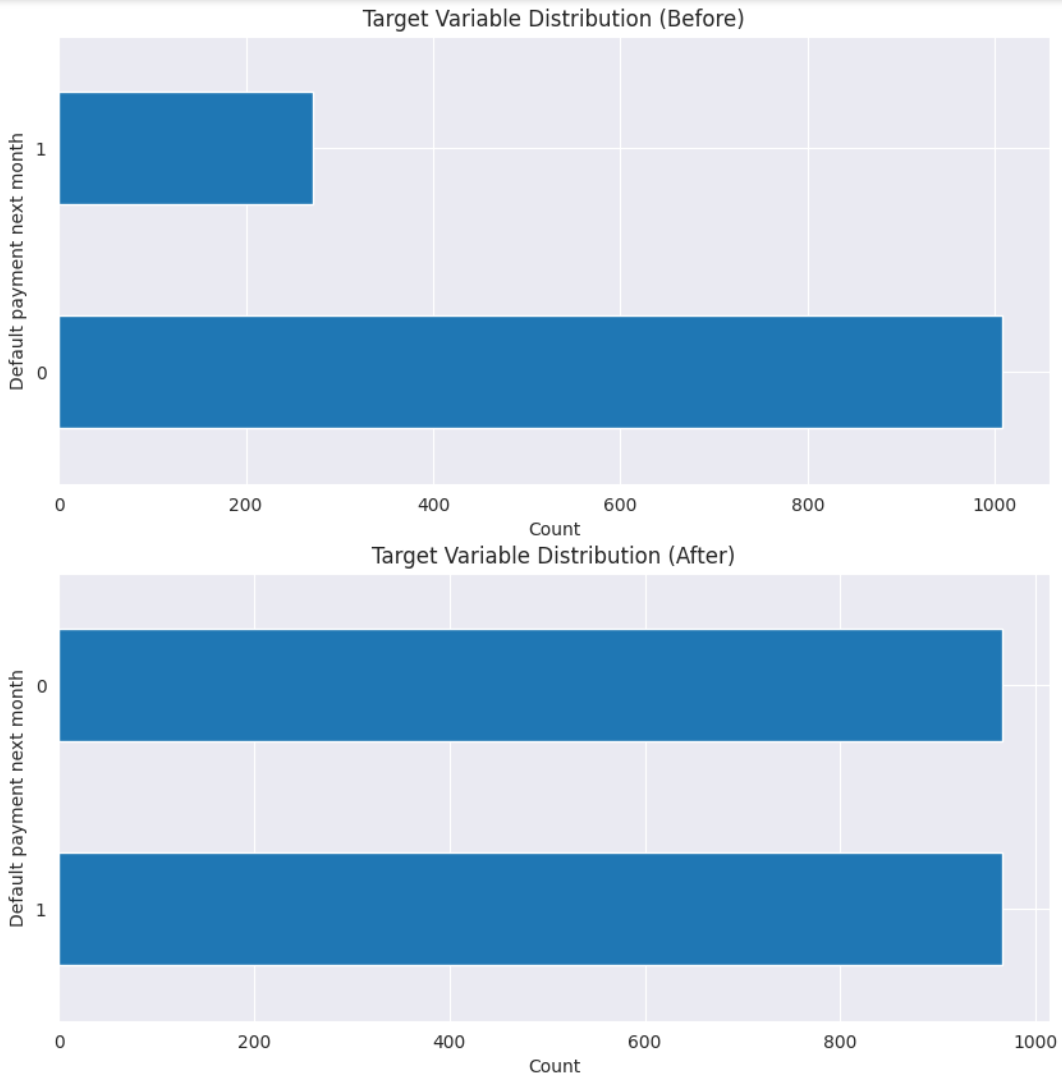 Target Variable Distribution (Before)
Default payment next month
1
0
0 200 400 600 800 1000
Count
Target Variable Distribution (After)
Default payment next month
0
1
0 200 400 600 800 1000
Count